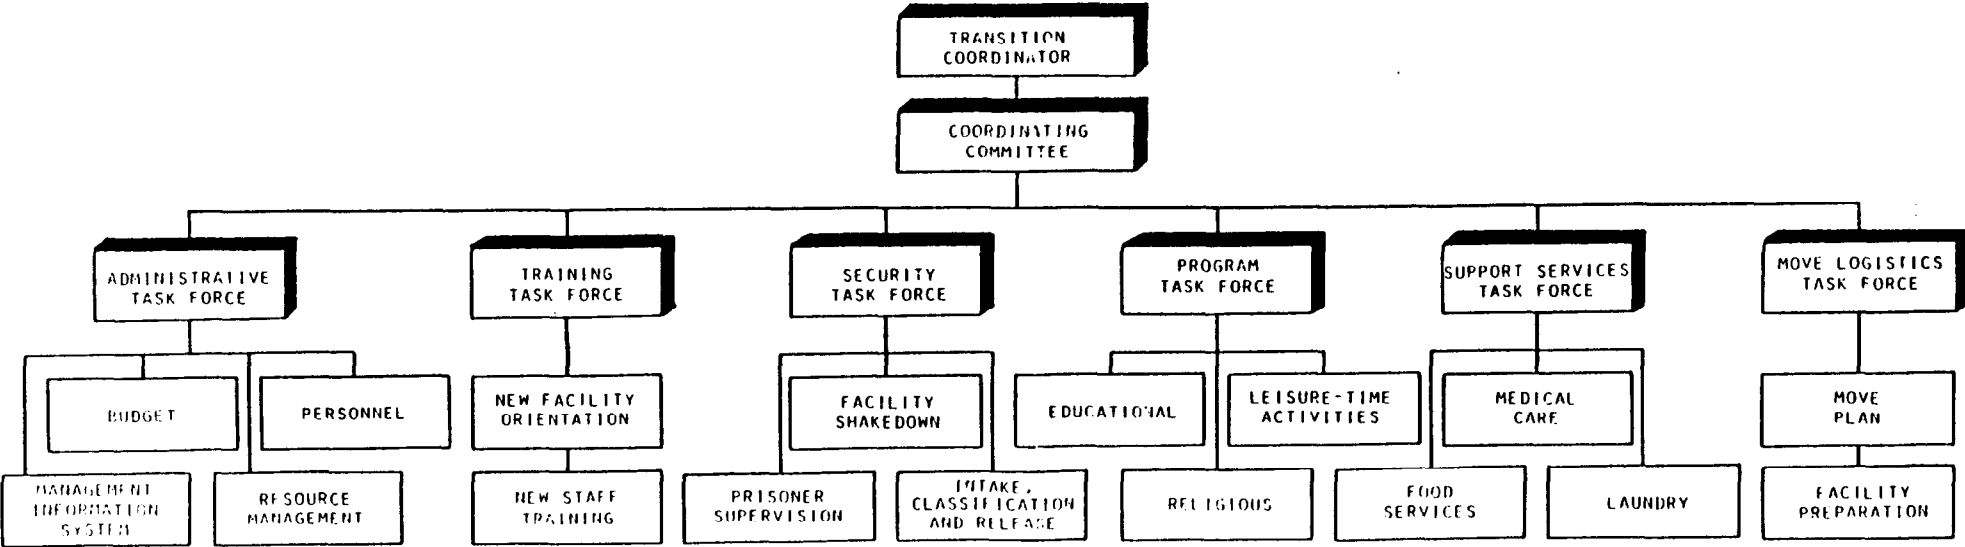 TRANSITION
COORDINATOR
COORDINATING
COMMITTEE
ADMINISTRATIVE
TASK FORCE
TRAINING
TASK FORCE
SECURITY
TASK FORCE
PROGRAM
TASK FORCE
SUPPORT SERVICES
TASK FORCE
MOVE LOGISTICS
TASK FORCE
BUDGET
PERSONNEL
NEW FACILITY
ORIENTATION
FACILITY
SHAKEDOWN
EDUCATIONAL
LEISURE-TIME
ACTIVITIES
MEDICAL
CARE
MOVE
PLAN
MANAGEMENT
INFORMATION
SYSTEM
RESOURCE
MANAGEMENT
NEW STAFF
TRAINING
PRISONER
SUPERVISION
INTAKE,
CLASSIFICATION
AND RELEASE
RELIGIOUS
FOOD
SERVICES
LAUNDRY
FACILITY
PREPARATION